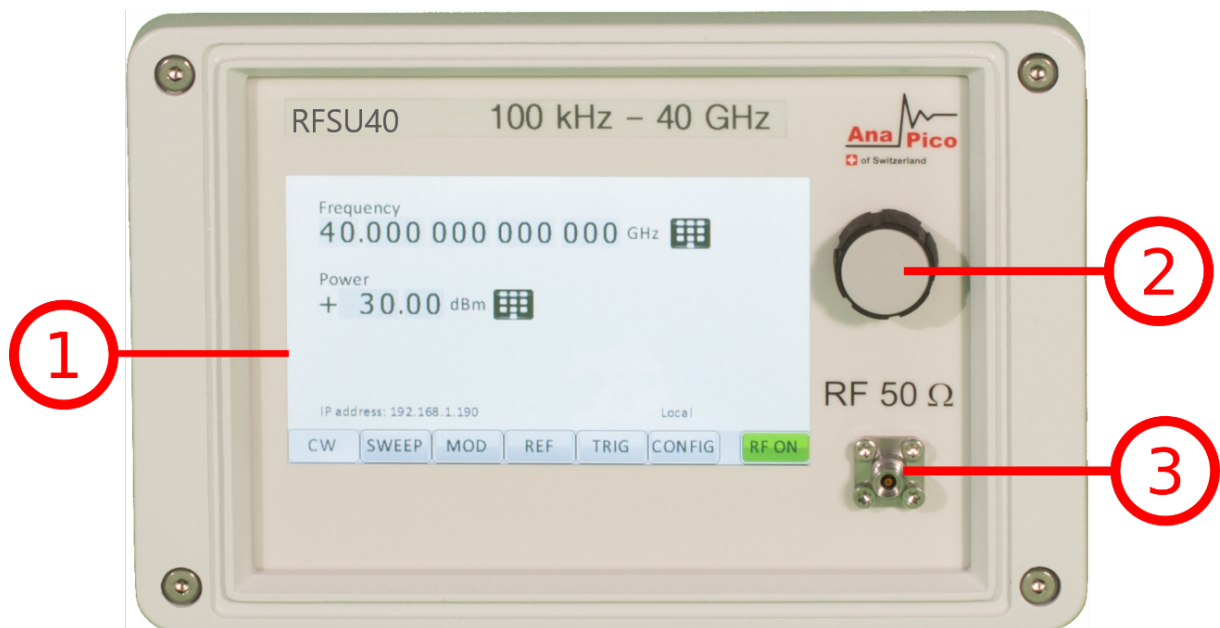 RFSU40 100 kHz – 40 GHz
Ana Pico
of Switzerland
Frequency
40.000 000 000 000 GHz
Power
+ 30.00 dBm
IP address: 192.168.1.190 Local
CW SWEEP MOD REF TRIG CONFIG RF ON
RF 50 Ω
1
2
3